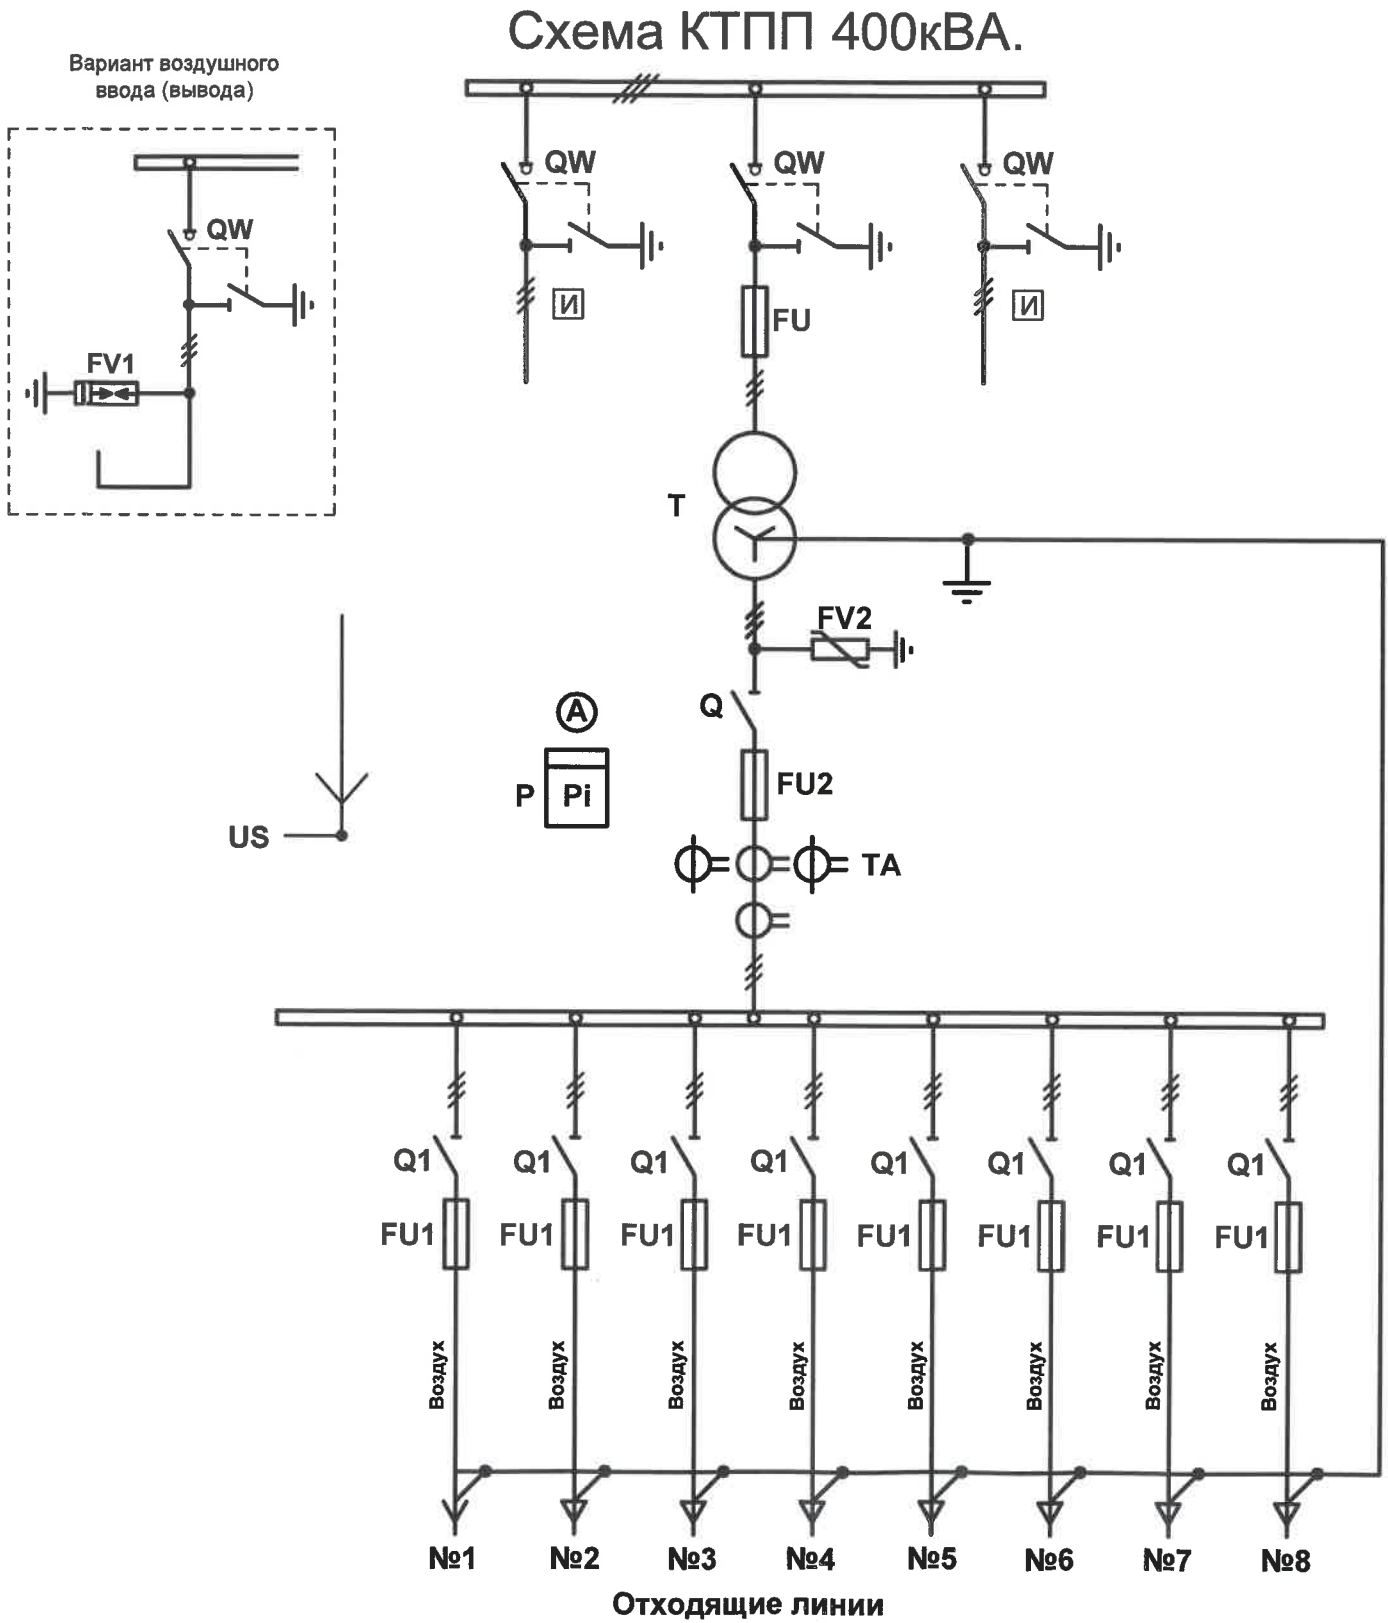 Схема КТПП 400кВА.
Вариант воздушного
ввода (вывода)
QW
FV1
QW QW QW
И И
FU
T
FV2
Q
A
P Pi
FU2
US
TA
Q1 Q1 Q1 Q1 Q1 Q1 Q1 Q1
FU1 FU1 FU1 FU1 FU1 FU1 FU1 FU1
Воздух Воздух Воздух Воздух Воздух Воздух Воздух Воздух
№1 №2 №3 №4 №5 №6 №7 №8
Отходящие линии